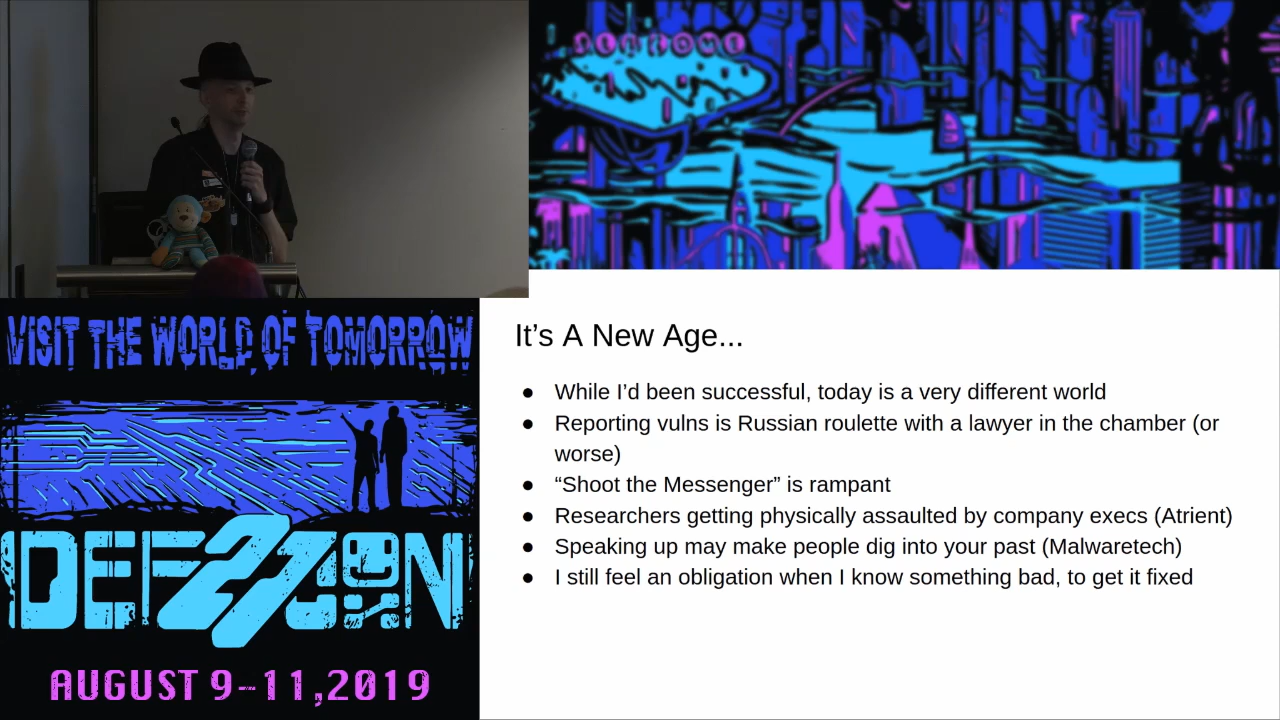 WELCOME
VISIT THE WORLD OF TOMORROW
DEF 27 CON
AUGUST 9-11,2019
It’s A New Age...
● While I’d been successful, today is a very different world
● Reporting vulns is Russian roulette with a lawyer in the chamber (or
worse)
● “Shoot the Messenger” is rampant
● Researchers getting physically assaulted by company execs (Atrient)
● Speaking up may make people dig into your past (Malwaretech)
● I still feel an obligation when I know something bad, to get it fixed